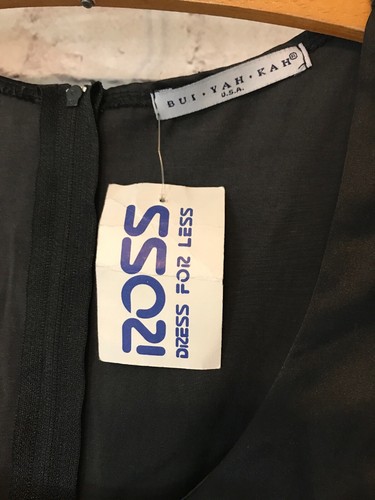 BUI • YAH • KAH®
U.S.A.
ROSS
DRESS FOR LESS